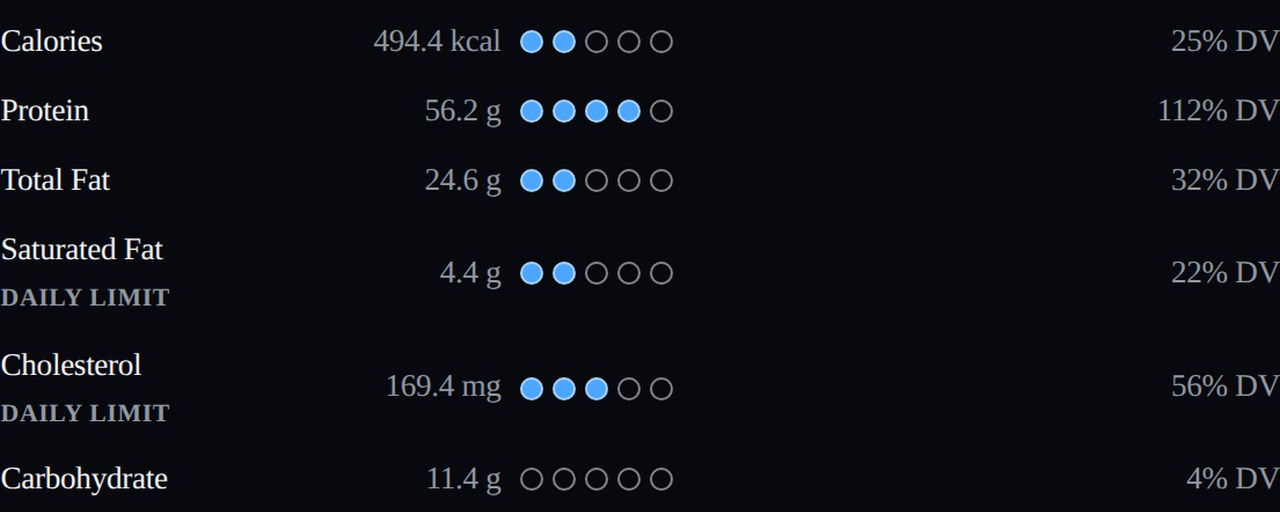 Calories 494.4 kcal 25% DV
Protein 56.2 g 112% DV
Total Fat 24.6 g 32% DV
Saturated Fat
DAILY LIMIT 4.4 g 22% DV
Cholesterol
DAILY LIMIT 169.4 mg 56% DV
Carbohydrate 11.4 g 4% DV